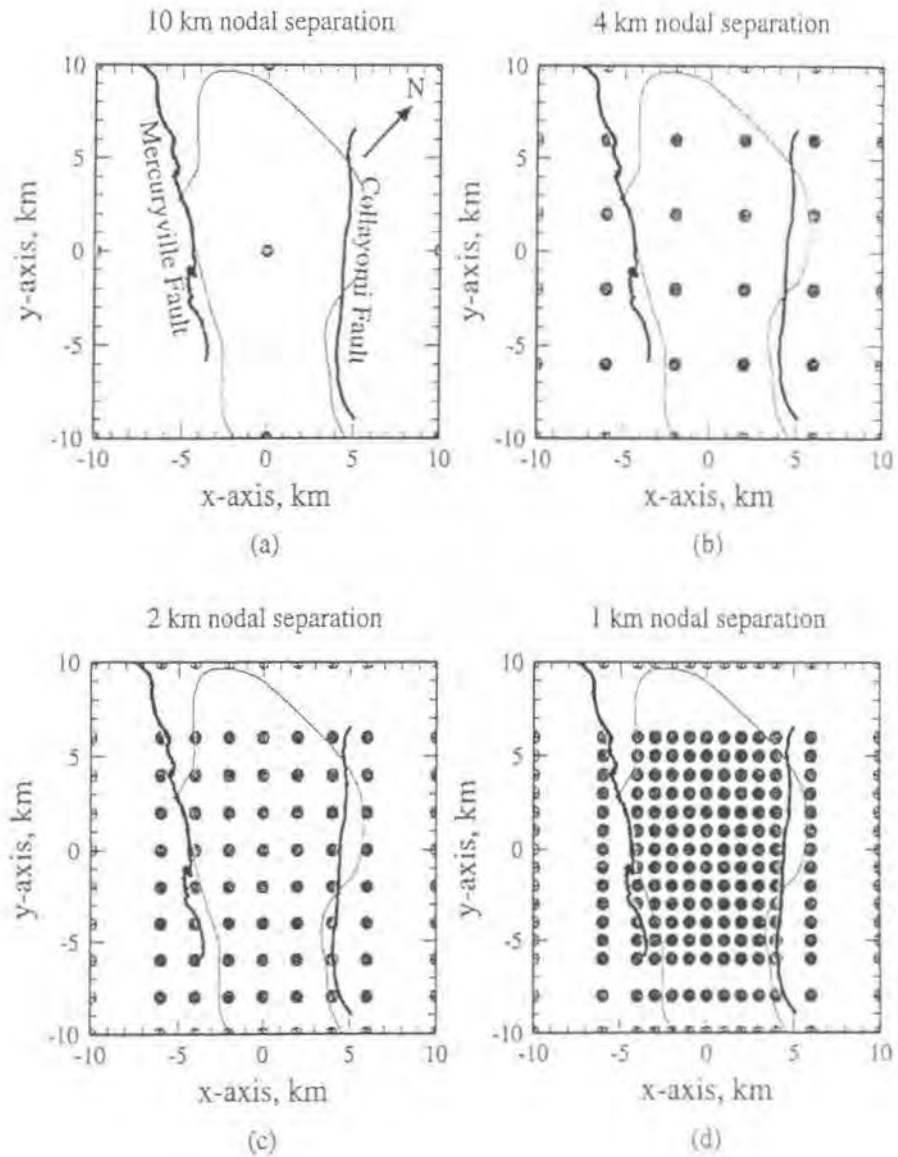 10 km nodal separation
4 km nodal separation
10
5
0
-5
-10
y-axis, km
Mercuryville Fault
Collayomi Fault
N
-10 -5 0 5 10
x-axis, km
(a)
10
5
0
-5
-10
y-axis, km
-10 -5 0 5 10
x-axis, km
(b)
2 km nodal separation
1 km nodal separation
10
5
0
-5
-10
y-axis, km
-10 -5 0 5 10
x-axis, km
(c)
10
5
0
-5
-10
y-axis, km
-10 -5 0 5 10
x-axis, km
(d)